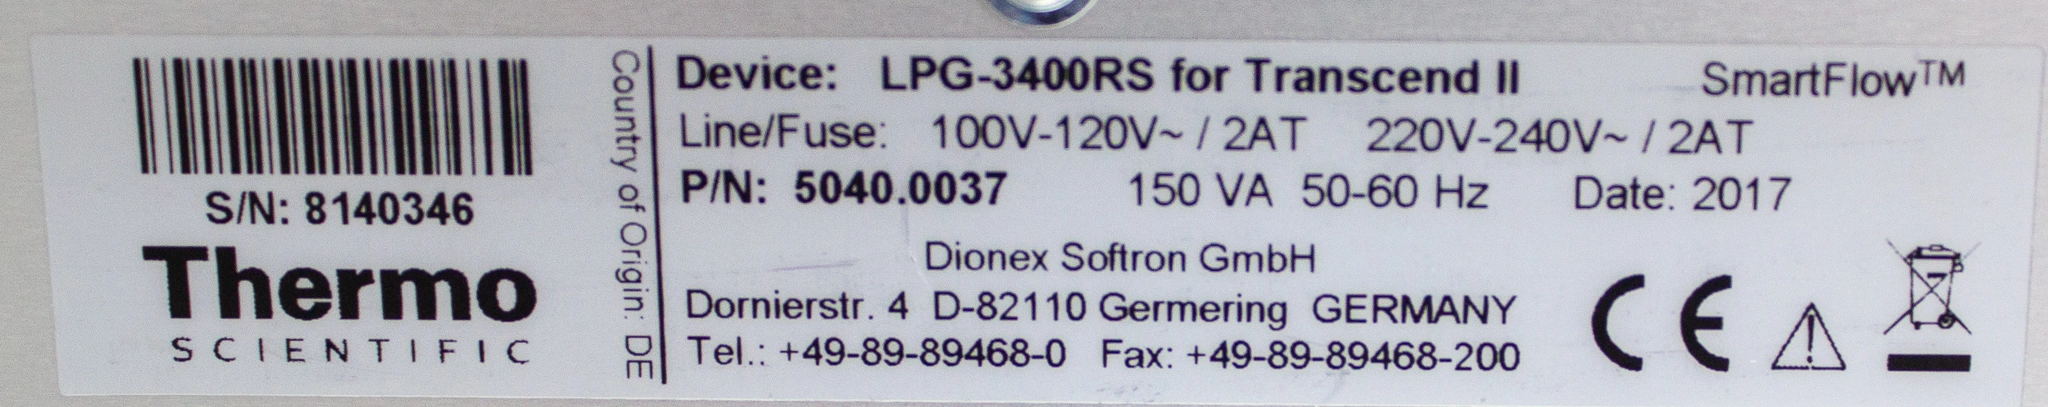 S/N: 8140346
Thermo
SCIENTIFIC
Country of Origin: DE
Device: LPG-3400RS for Transcend II SmartFlow™
Line/Fuse: 100V-120V~ / 2AT 220V-240V~ / 2AT
P/N: 5040.0037 150 VA 50-60 Hz Date: 2017
Dionex Softron GmbH
Dornierstr. 4 D-82110 Germering GERMANY
Tel.: +49-89-89468-0 Fax: +49-89-89468-200
CE